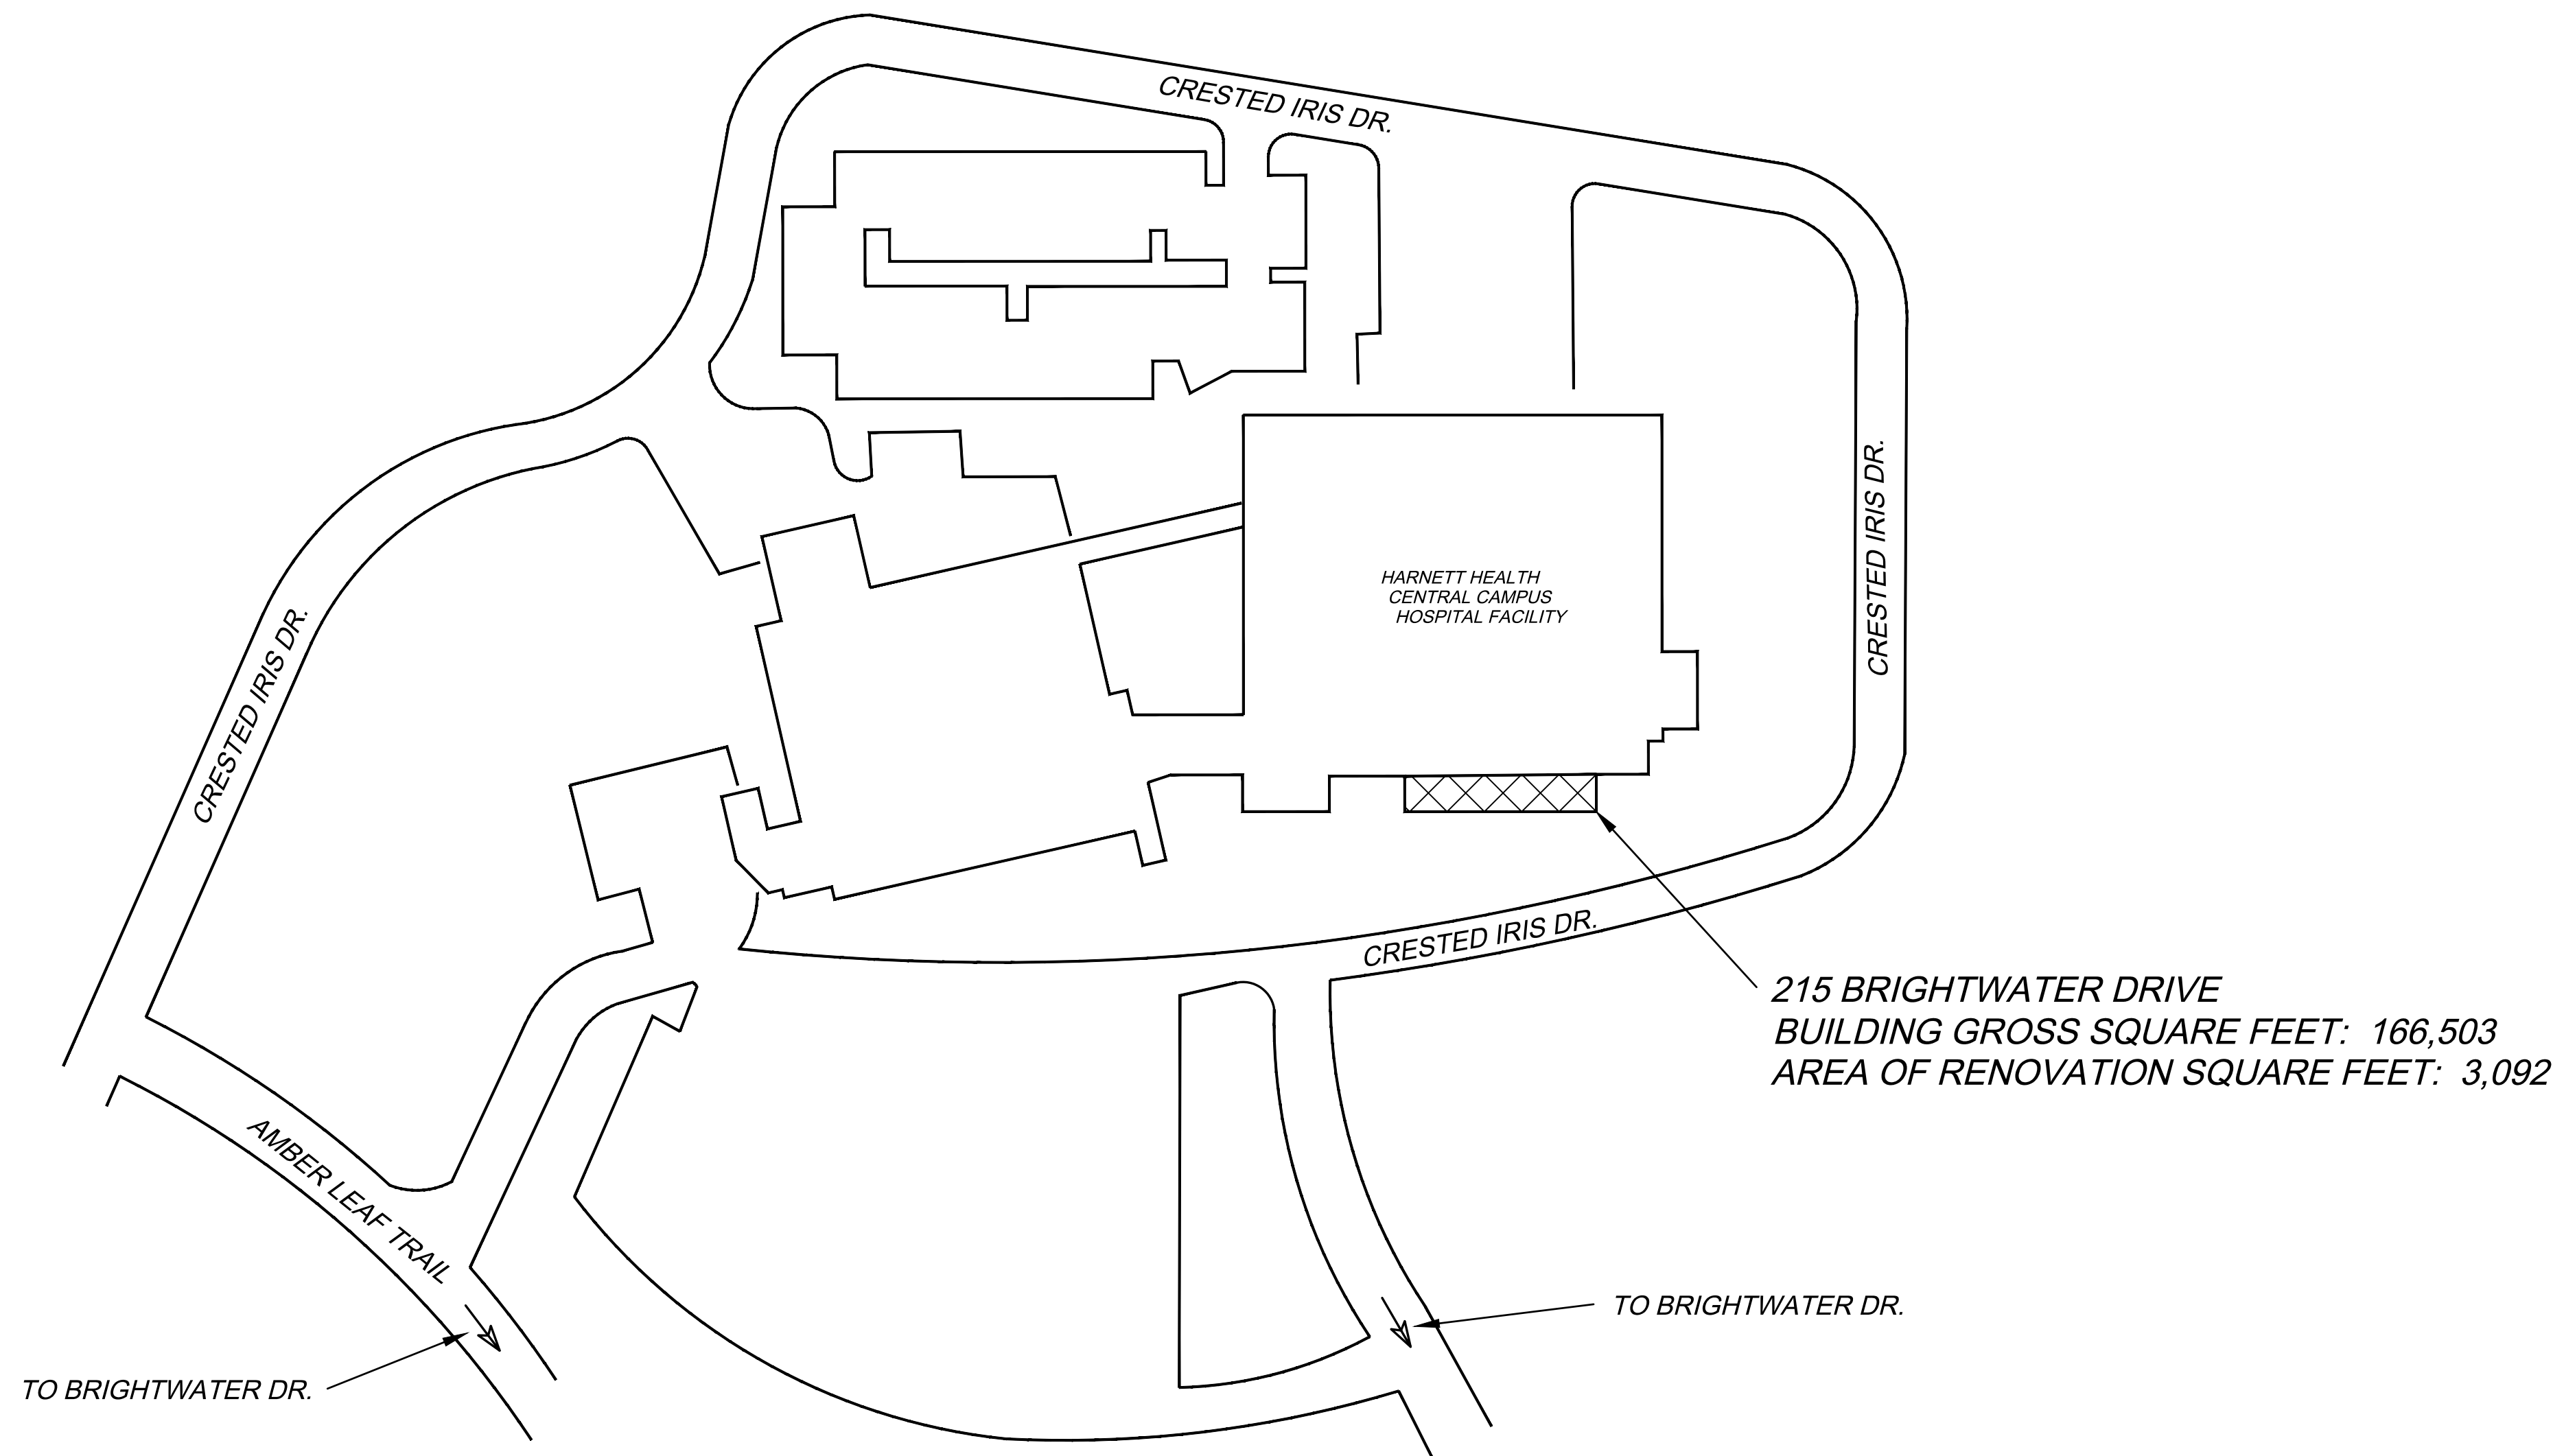 CRESTED IRIS DR.
CRESTED IRIS DR.
HARNETT HEALTH
CENTRAL CAMPUS
HOSPITAL FACILITY
CRESTED IRIS DR.
CRESTED IRIS DR.
215 BRIGHTWATER DRIVE
BUILDING GROSS SQUARE FEET: 166,503
AREA OF RENOVATION SQUARE FEET: 3,092
AMBER LEAF TRAIL
TO BRIGHTWATER DR.
TO BRIGHTWATER DR.